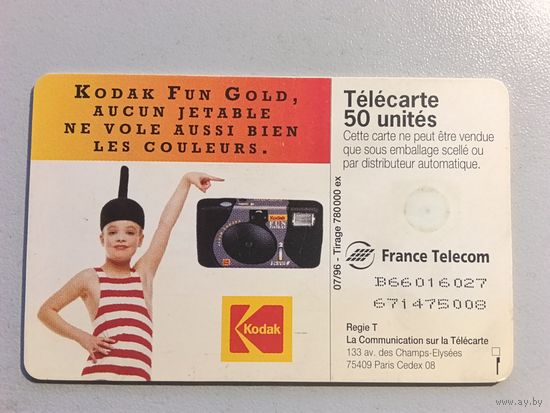 KODAK FUN GOLD,
AUCUN JETABLE
NE VOLE AUSSI BIEN
LES COULEURS.
Kodak
Kodak
07/96 - Tirage 780000 ex
Télécarte
50 unités
Cette carte ne peut être vendue
que sous emballage scellé ou
par distributeur automatique.
France Telecom
B66016027
671475008
Regie T
La Communication sur la Télécarte
133 av. des Champs-Elysées
75409 Paris Cedex 08
www.ay.by